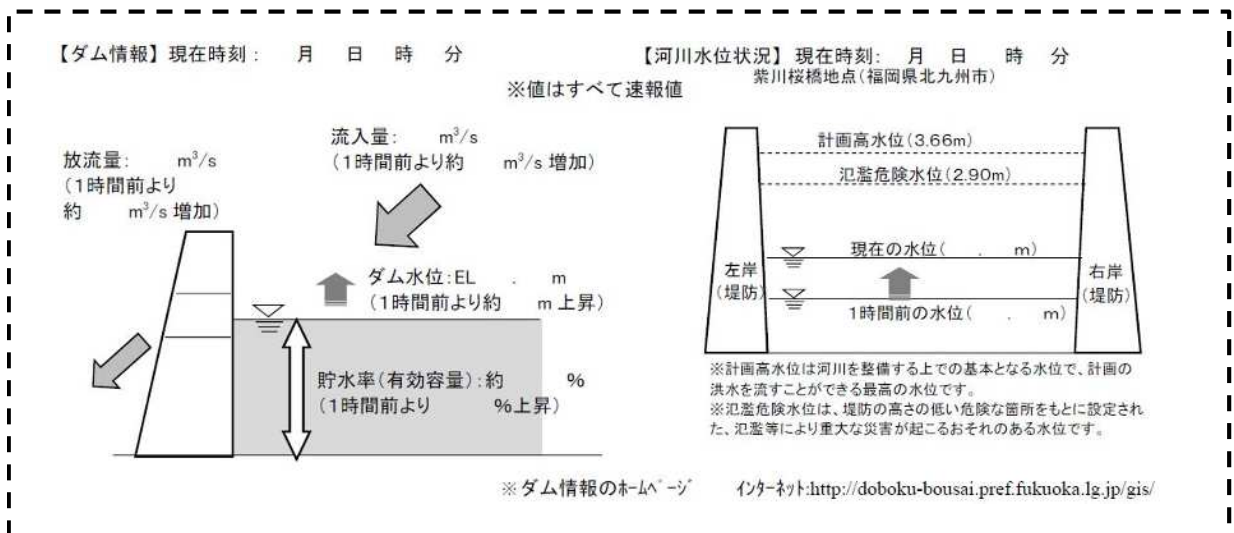 【ダム情報】現在時刻： 月 日 時 分
【河川水位状況】現在時刻： 月 日 時 分
紫川桜橋地点（福岡県北九州市）
※値はすべて速報値
流入量： m³/s
（1時間前より約 m³/s 増加）
放流量： m³/s
（1時間前より
約 m³/s 増加）
ダム水位：EL . m
（1時間前より約 m 上昇）
貯水率（有効容量）：約 %
（1時間前より %上昇）
計画高水位（3.66m）
氾濫危険水位（2.90m）
現在の水位（ . m）
左岸
（堤防）
右岸
（堤防）
1時間前の水位（ . m）
※計画高水位は河川を整備する上での基本となる水位で、計画の
洪水を流すことができる最高の水位です。
※氾濫危険水位は、堤防の高さの低い危険な箇所をもとに設定され
た、氾濫等により重大な災害が起こるおそれのある水位です。
※ダム情報のﾎｰﾑﾍﾟｰｼﾞ ｲﾝﾀｰﾈｯﾄ:http://doboku-bousai.pref.fukuoka.lg.jp/gis/